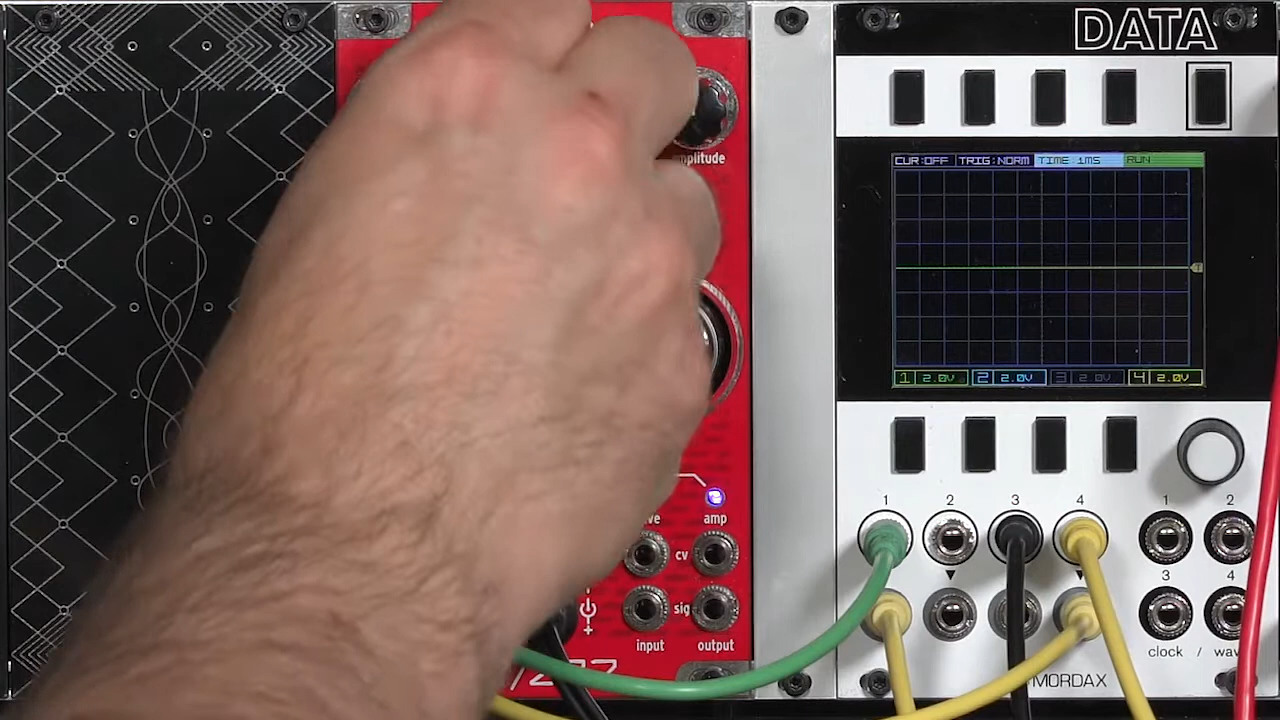 DATA
mplitude
CUR:OFF TRIG:NORM TIME 1MS RUN
1 2.0V 2 2.0V 3 2.0V 4 2.0V
1 2 3 4
1 2
amp
cv
3 4
sig
input output
clock / wav
MORDAX